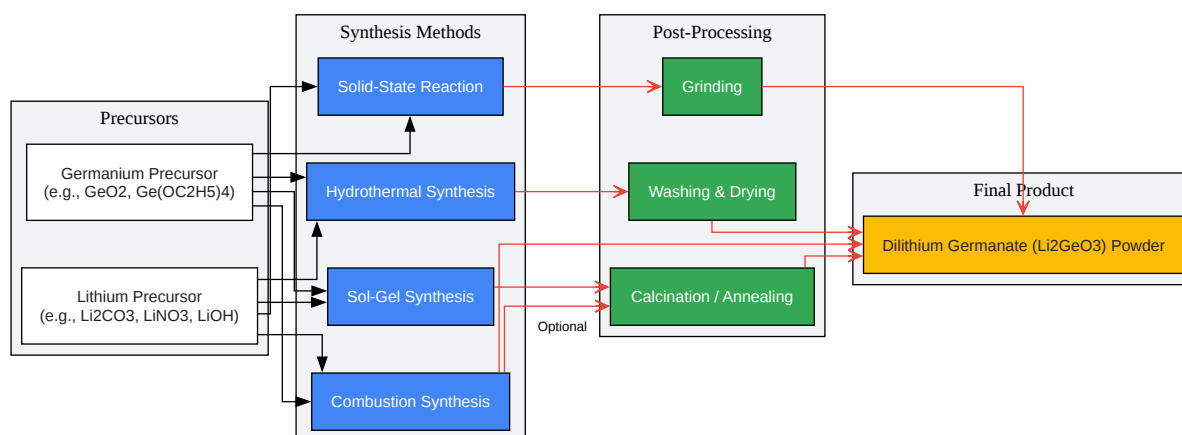 Precursors
Germanium Precursor
(e.g., GeO2, Ge(OC2H5)4)
Lithium Precursor
(e.g., Li2CO3, LiNO3, LiOH)
Synthesis Methods
Solid-State Reaction
Hydrothermal Synthesis
Sol-Gel Synthesis
Combustion Synthesis
Optional
Post-Processing
Grinding
Washing & Drying
Calcination / Annealing
Final Product
Dilithium Germanate (Li2GeO3) Powder